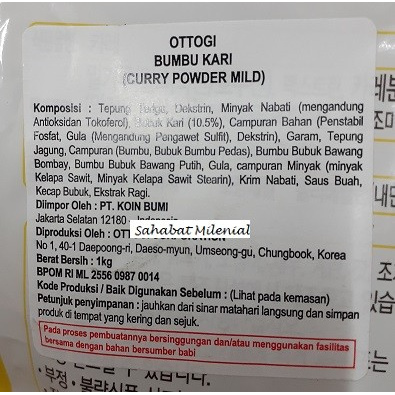 OTTOGI
BUMBU KARI
(CURRY POWDER MILD)
Komposisi : Tepung Terigu, Dekstrin, Minyak Nabati (mengandung
Antioksidan Tokoferol), Bubuk Kari (10.5%), Campuran Bahan (Penstabil
Fosfat, Gula (Mengandung Pengawet Sulfit), Dekstrin), Garam, Tepung
Jagung, Campuran (Bumbu, Bubuk Bumbu Pedas), Bumbu Bubuk Bawang
Bombay, Bumbu Bubuk Bawang Putih, Gula, campuran Minyak (minyak
Kelapa Sawit, Minyak Kelapa Sawit Stearin), Krim Nabati, Saus Buah,
Kecap Bubuk, Ekstrak Ragi.
Diimpor Oleh : PT. KOIN BUMI
Jakarta Selatan 12180 - Indonesia
Sahabat Milenial
Diproduksi Oleh : OTTOGI CORPORATION
No 1, 40-1 Daepoong-ri, Daeso-myun, Umseong-gu, Chungbook, Korea
Berat Bersih : 1kg
BPOM RI ML 2556 0987 0014
Kode Produksi / Baik Digunakan Sebelum : (Lihat pada kemasan)
Petunjuk penyimpanan : jauhkan dari sinar matahari langsung dan simpan
produk di tempat yang kering dan sejuk.
Pada proses pembuatannya bersinggungan dan/atau menggunakan fasilitas
bersama dengan bahan bersumber babi